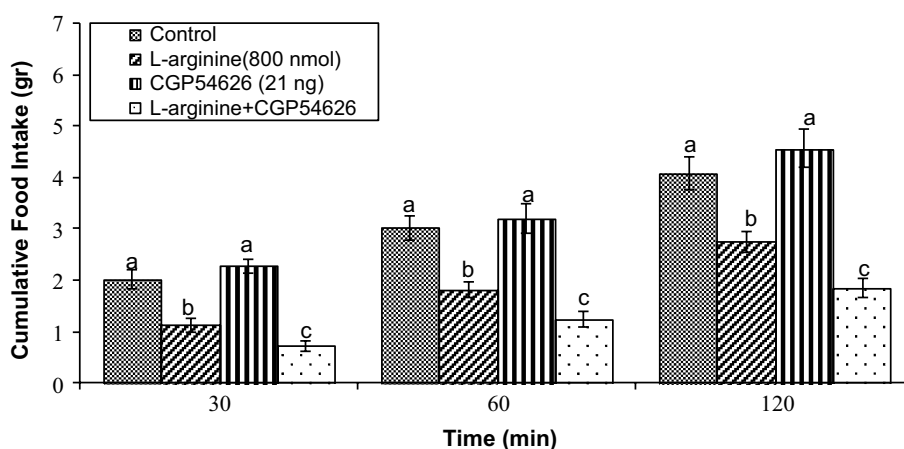 7
6
5
4
3
2
1
0
Cumulative Food Intake (gr)
Control
L-arginine(800 nmol)
CGP54626 (21 ng)
L-arginine+CGP54626
a
b
a
c
a
b
a
c
a
b
a
c
30
60
120
Time (min)